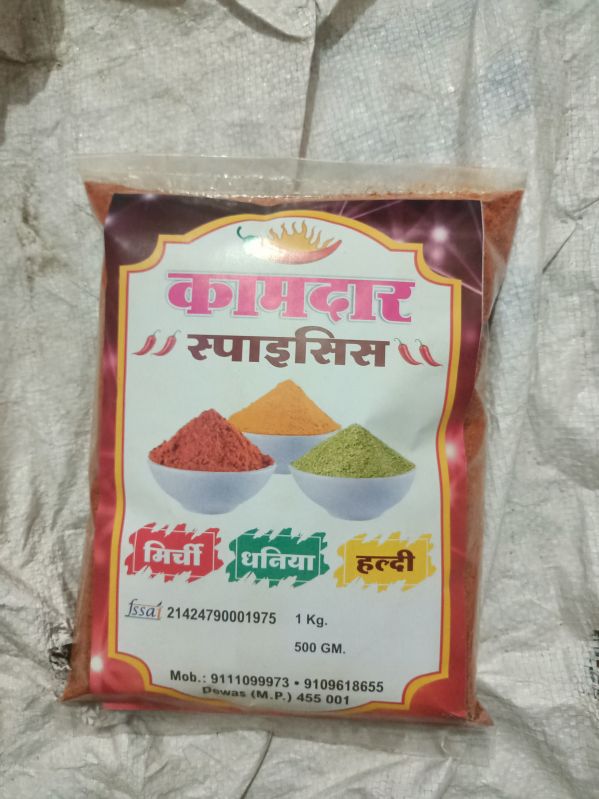 कामदार
स्पाइसिस
मिर्ची धनिया हल्दी
fssai 21424790001975 1 Kg.
500 GM.
Mob.: 9111099973 • 9109618655
Dewas (M.P.) 455 001